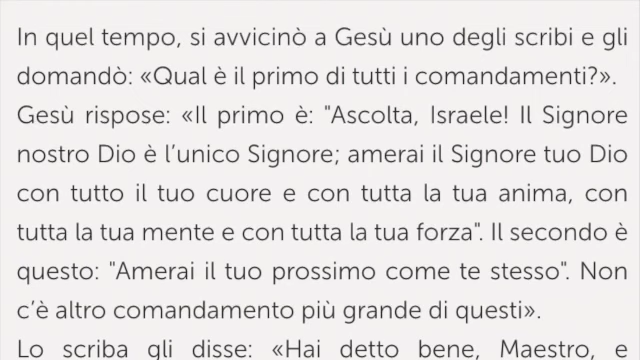 In quel tempo, si avvicinò a Gesù uno degli scribi e gli
domandò: «Qual è il primo di tutti i comandamenti?».
Gesù rispose: «Il primo è: "Ascolta, Israele! Il Signore
nostro Dio è l’unico Signore; amerai il Signore tuo Dio
con tutto il tuo cuore e con tutta la tua anima, con
tutta la tua mente e con tutta la tua forza". Il secondo è
questo: "Amerai il tuo prossimo come te stesso". Non
c’è altro comandamento più grande di questi».
Lo scriba gli disse: «Hai detto bene, Maestro, e